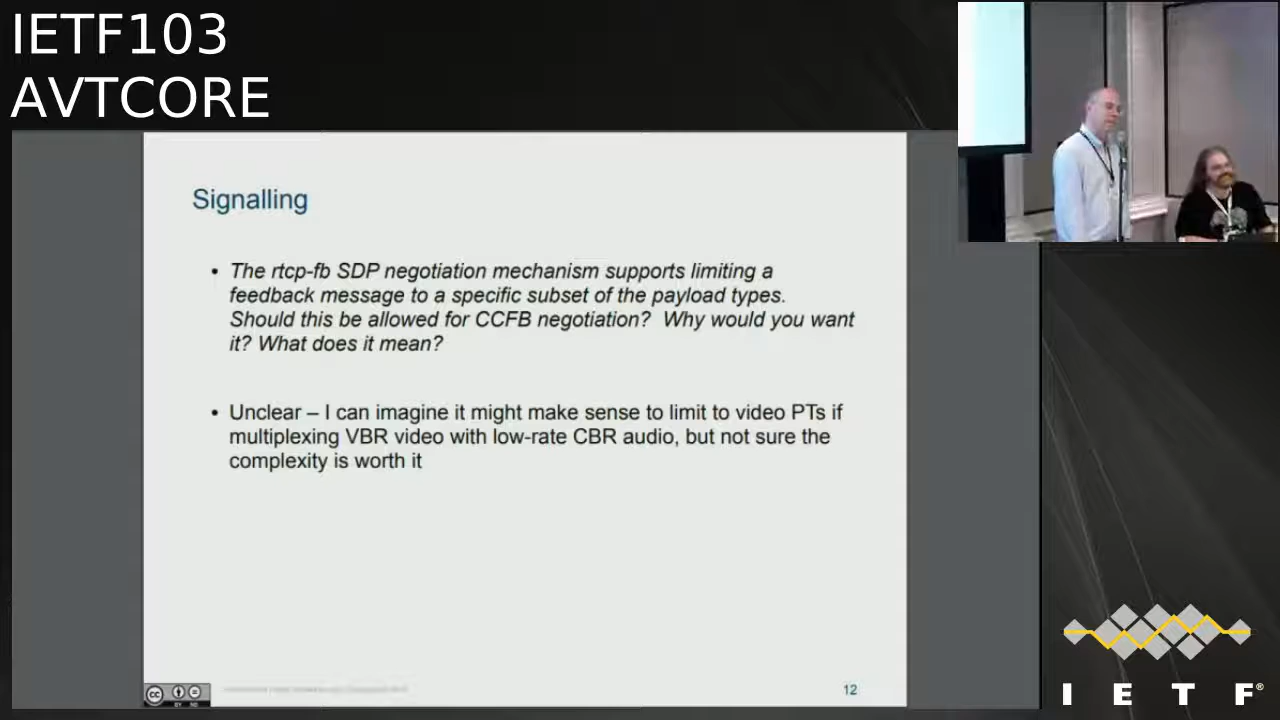 IETF103
AVTCORE
Signalling
• The rtcp-fb SDP negotiation mechanism supports limiting a
feedback message to a specific subset of the payload types.
Should this be allowed for CCFB negotiation?  Why would you want
it? What does it mean?
• Unclear – I can imagine it might make sense to limit to video PTs if
multiplexing VBR video with low-rate CBR audio, but not sure the
complexity is worth it
cc
BY ND
12
I E T F®